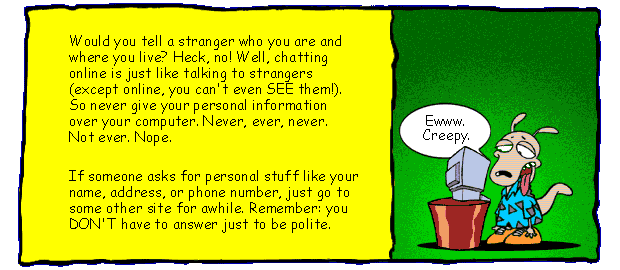 Would you tell a stranger who you are and
where you live? Heck, no! Well, chatting
online is just like talking to strangers
(except online, you can't even SEE them!).
So never give your personal information
over your computer. Never, ever, never.
Not ever. Nope.
If someone asks for personal stuff like your
name, address, or phone number, just go to
some other site for awhile. Remember: you
DON'T have to answer just to be polite.
Ewww.
Creepy.